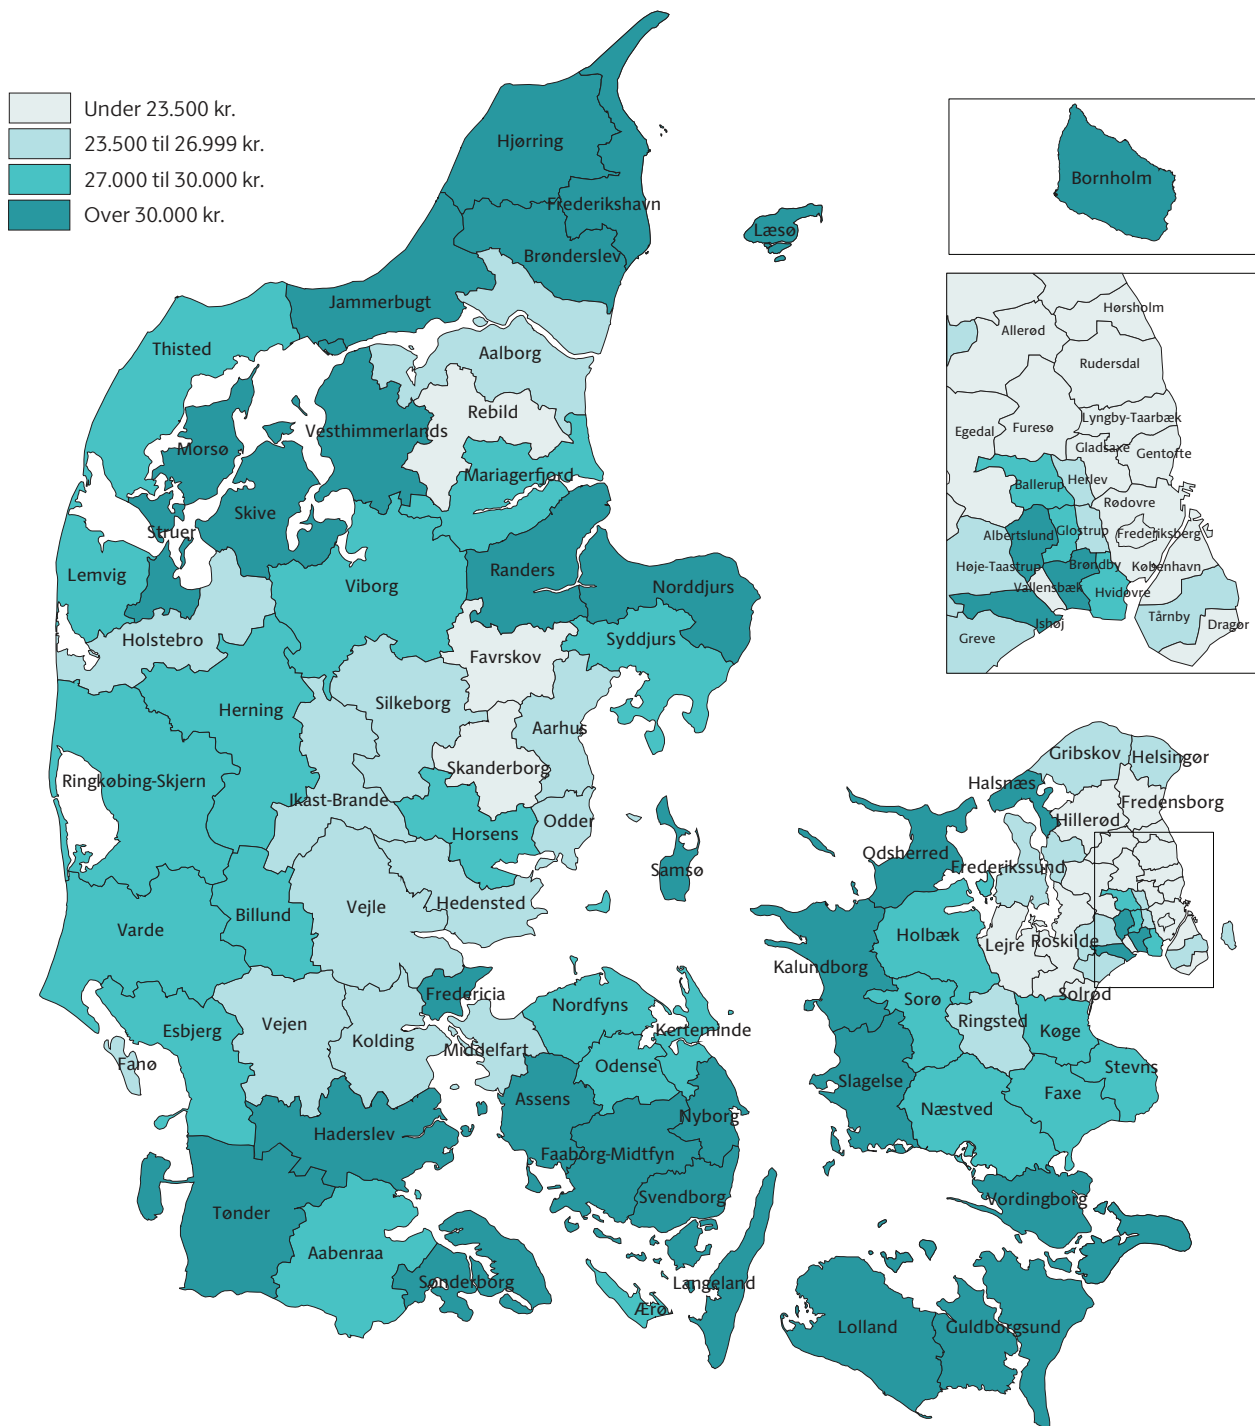 Under 23.500 kr.
23.500 til 26.999 kr.
27.000 til 30.000 kr.
Over 30.000 kr.
Hjørring
Frederikshavn
Læsø
Brønderslev
Jammerbugt
Thisted
Aalborg
Rebild
Vesthimmerlands
Morsø
Mariagerfjord
Skive
Struer
Lemvig
Viborg
Randers
Norddjurs
Holstebro
Syddjurs
Favrskov
Silkeborg
Herning
Aarhus
Skanderborg
Ringkøbing-Skjern
Ikast-Brande
Odder
Horsens
Samsø
Hedensted
Vejle
Billund
Varde
Fredericia
Vejen
Kolding
Esbjerg
Fanø
Middelfart
Nordfyns
Kerteminde
Odense
Assens
Nyborg
Haderslev
Faaborg-Midtfyn
Svendborg
Tønder
Aabenraa
Sønderborg
Langeland
Ærø
Bornholm
Hørsholm
Allerød
Rudersdal
Lyngby-Taarbæk
Furesø
Egedal
Gladsaxe
Gentofte
Herlev
Ballerup
Rødovre
Glostrup
Frederiksberg
Albertslund
Høje-Taastrup
Brøndby
København
Vallensbæk
Hvidovre
Ishøj
Tårnby
Dragør
Greve
Gribskov
Helsingør
Halsnæs
Fredensborg
Hillerød
Odsherred
Frederikssund
Holbæk
Lejre
Roskilde
Kalundborg
Solrød
Sorø
Ringsted
Køge
Stevns
Slagelse
Faxe
Næstved
Vordingborg
Lolland
Guldborgsund